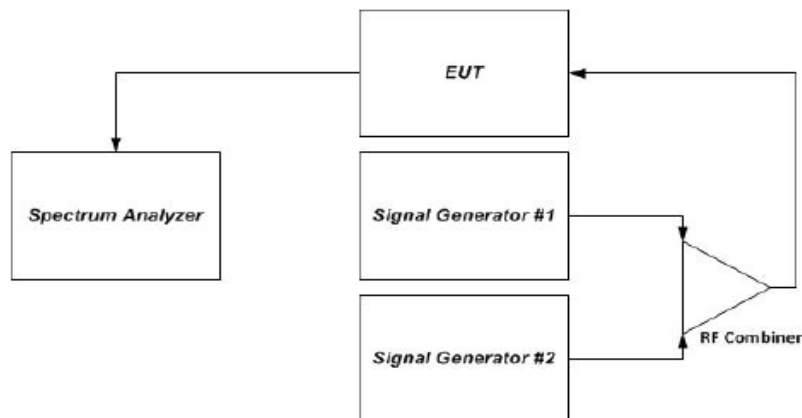 EUT
Spectrum Analyzer
Signal Generator #1
RF Combiner
Signal Generator #2